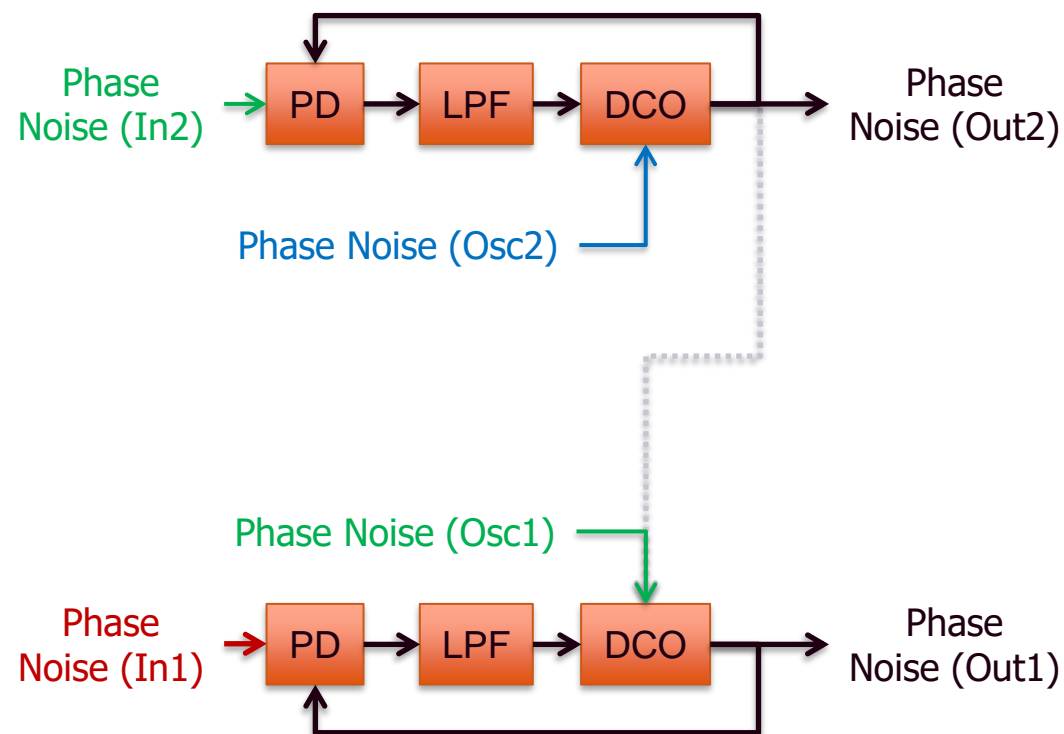 Phase
Noise (In2)
PD
LPF
DCO
Phase
Noise (Out2)
Phase Noise (Osc2)
Phase Noise (Osc1)
Phase
Noise (In1)
PD
LPF
DCO
Phase
Noise (Out1)